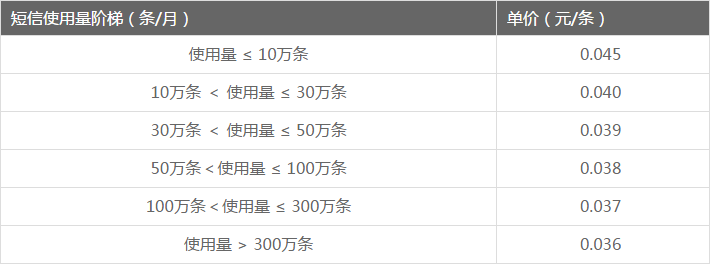 短信使用量阶梯（条/月） 单价（元/条）
使用量 ≤ 10万条 0.045
10万条 < 使用量 ≤ 30万条 0.040
30万条 < 使用量 ≤ 50万条 0.039
50万条＜使用量 ≤ 100万条 0.038
100万条＜使用量 ≤ 300万条 0.037
使用量 > 300万条 0.036